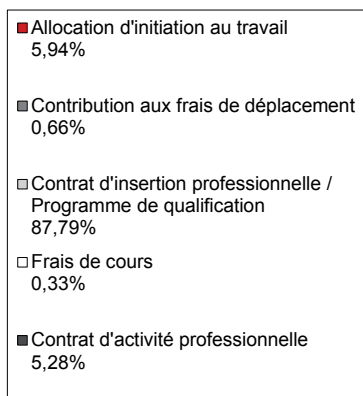 Allocation d'initiation au travail
5,94%
Contribution aux frais de déplacement
0,66%
Contrat d'insertion professionnelle /
Programme de qualification
87,79%
Frais de cours
0,33%
Contrat d'activité professionnelle
5,28%